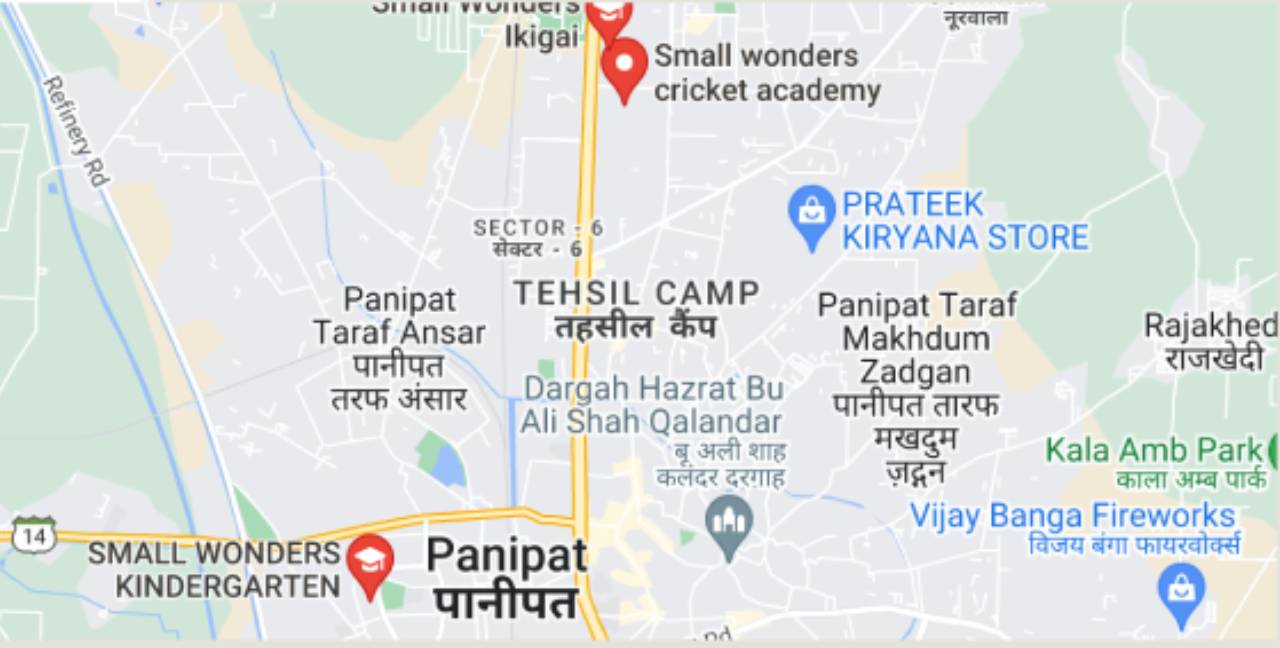 Small Wonders
Ikigai
Small wonders
cricket academy
नूरवाला
Refinery Rd
PRATEEK
KIRYANA STORE
SECTOR - 6
सेक्टर - 6
TEHSIL CAMP
तहसील कैंप
Panipat
Taraf Ansar
पानीपत
तरफ अंसार
Panipat Taraf
Makhdum
Zadgan
पानीपत तारफ
मखदुम
ज़द्गन
Rajakhed
राजखेदी
Dargah Hazrat Bu
Ali Shah Qalandar
बू अली शाह
कलंदर दरगाह
Kala Amb Park
काला अम्ब पार्क
Vijay Banga Fireworks
विजय बंगा फायरवोर्क्स
14
SMALL WONDERS
KINDERGARTEN
Panipat
पानीपत